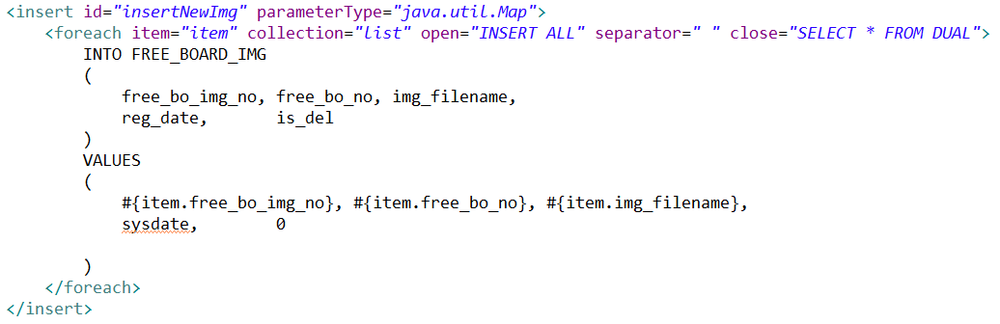 <insert id="insertNewImg" parameterType="java.util.Map">
    <foreach item="item" collection="list" open="INSERT ALL" separator=" " close="SELECT * FROM DUAL">
        INTO FREE_BOARD_IMG
        (
            free_bo_img_no, free_bo_no, img_filename,
            reg_date,       is_del
        )
        VALUES
        (
            #{item.free_bo_img_no}, #{item.free_bo_no}, #{item.img_filename},
            sysdate,        0
        )
    </foreach>
</insert>